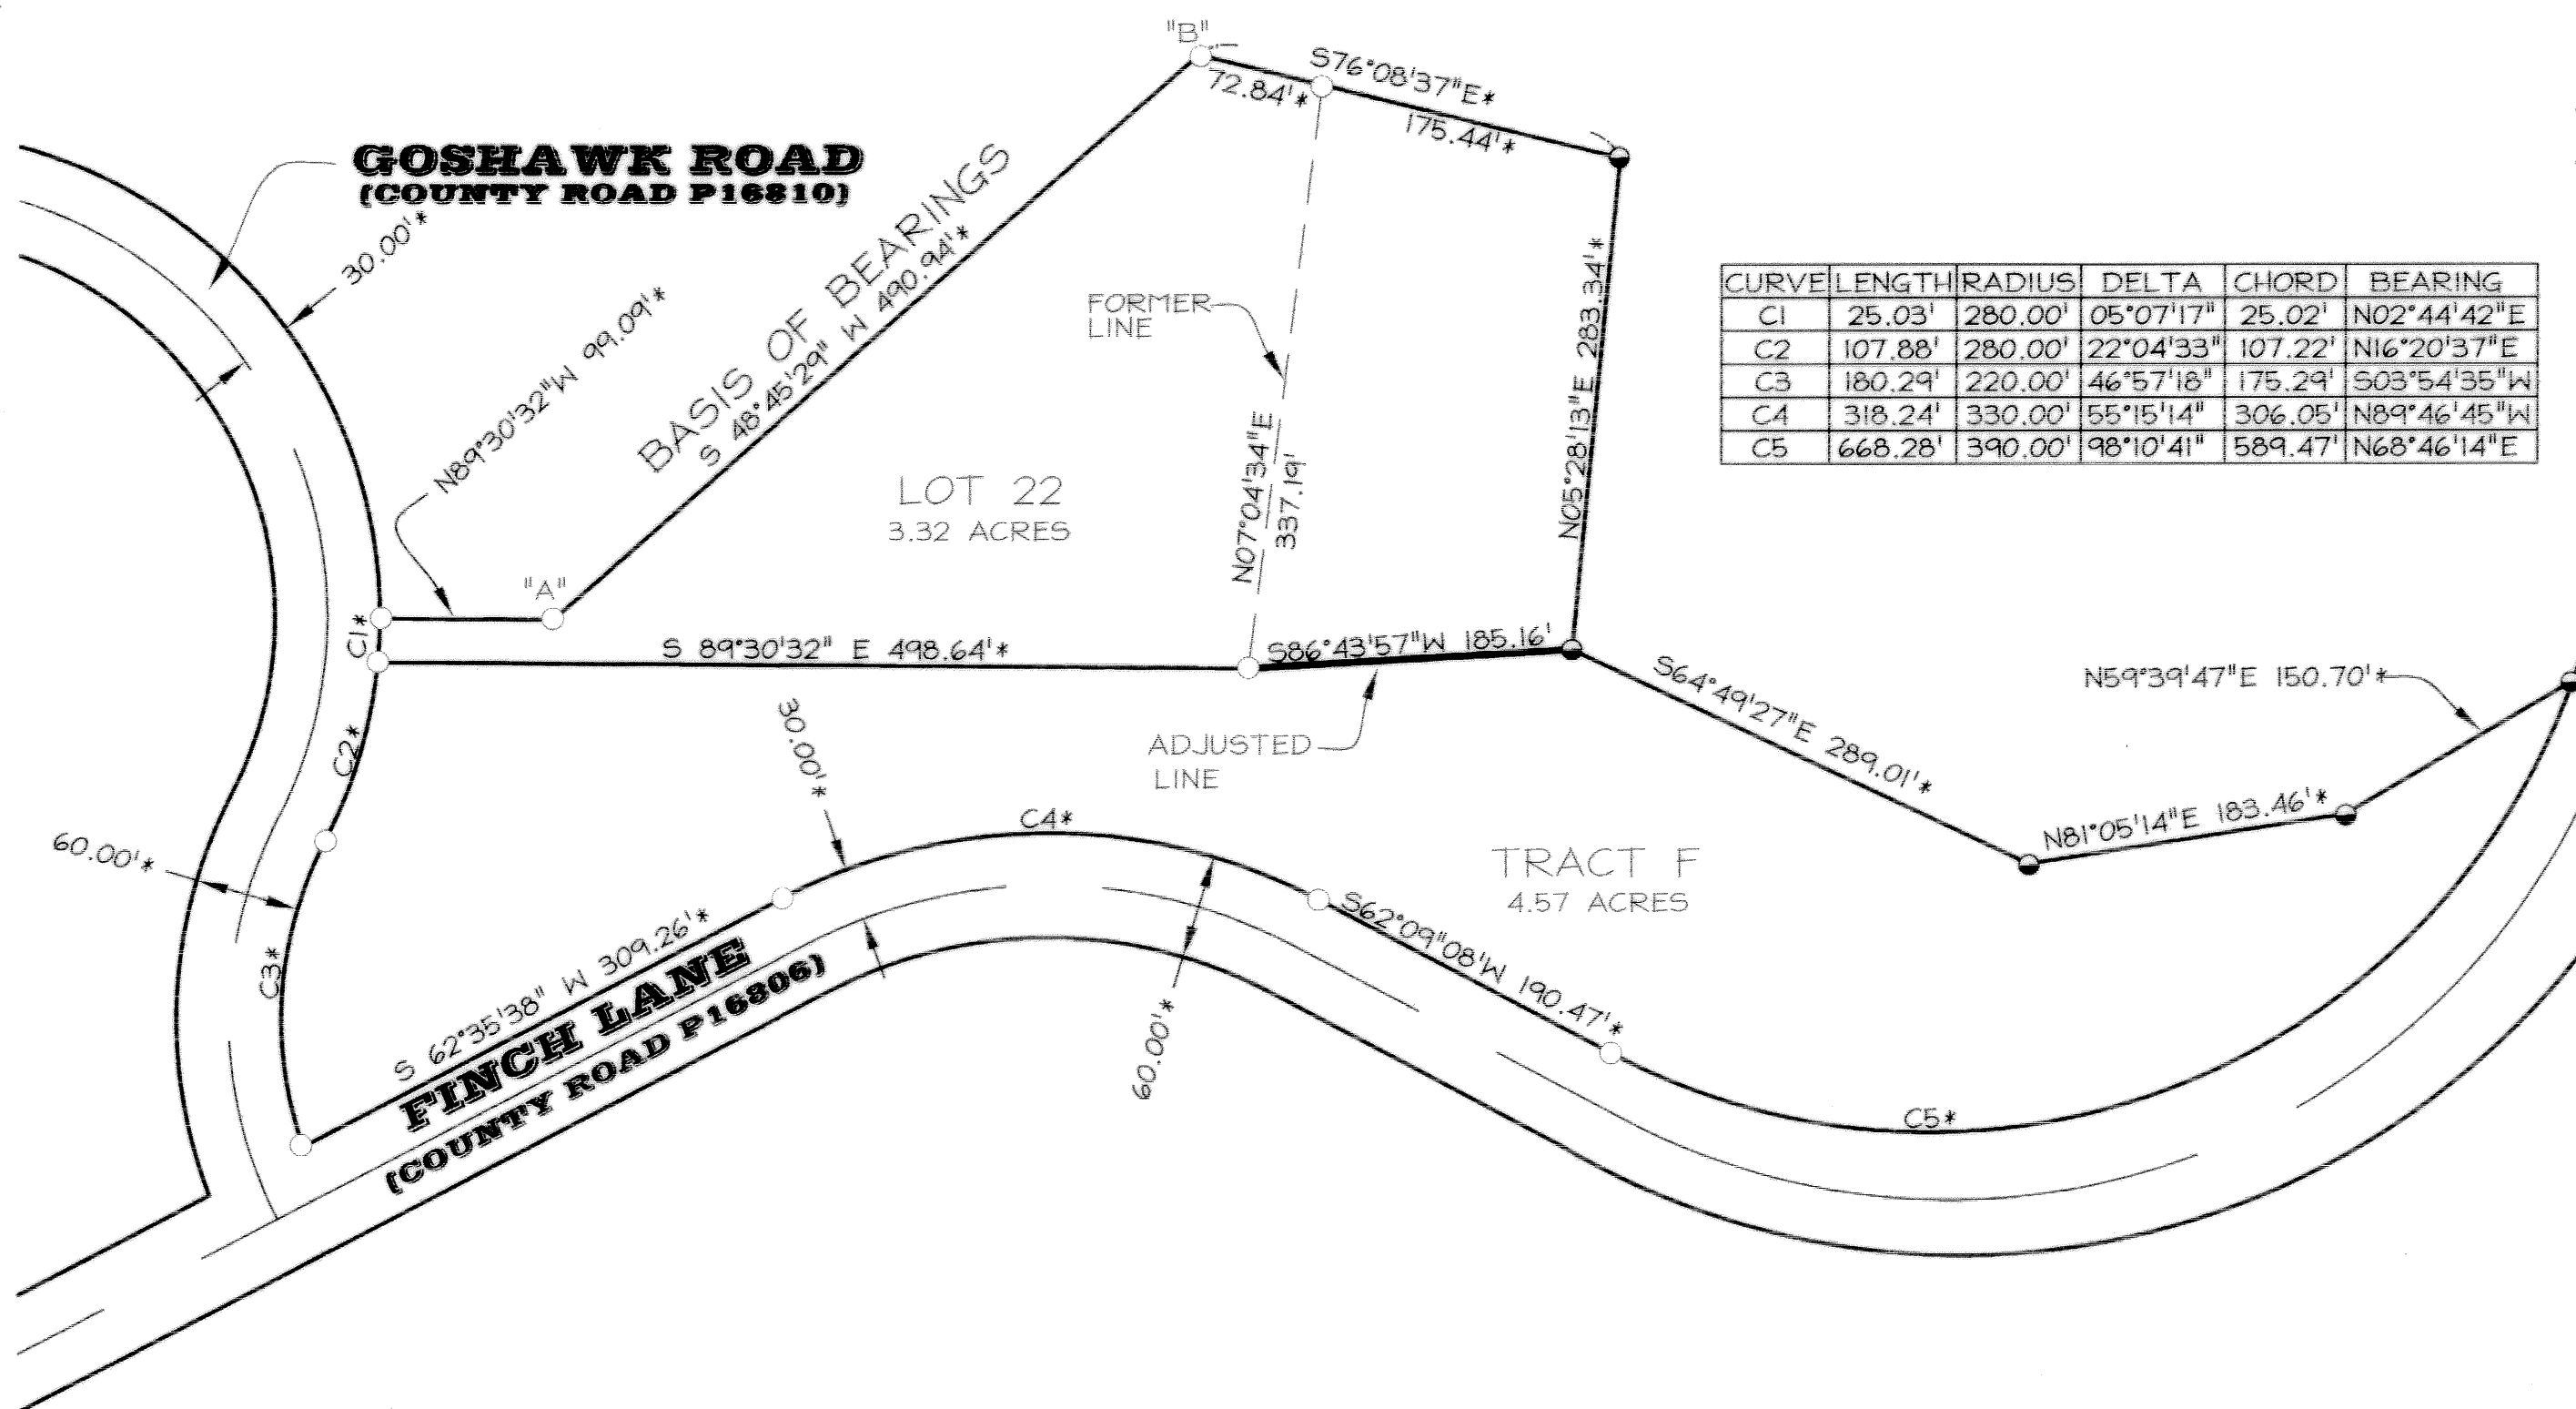 "B"
S76°08'37"E*
72.84'*
175.44'*
GOSHAWK ROAD
(COUNTY ROAD P16810)
30.00'*
BASIS OF BEARINGS
S 48°45'29" W 490.94'*
N89°30'32"W 99.09'*
FORMER
LINE
N05°28'13"E 283.34'*
CURVE LENGTH RADIUS DELTA CHORD BEARING
C1 25.03' 280.00' 05°07'17" 25.02' N02°44'42"E
C2 107.88' 280.00' 22°04'33" 107.22' N16°20'37"E
C3 180.29' 220.00' 46°57'18" 175.29' S03°54'35"W
C4 318.24' 330.00' 55°15'14" 306.05' N89°46'45"W
C5 668.28' 390.00' 98°10'41" 589.47' N68°46'14"E
LOT 22
3.32 ACRES
N07°04'34"E
337.19'
"A"
C1*
S 89°30'32" E 498.64'*
S86°43'57"W 185.16'
S64°49'27"E 289.01'*
N59°39'47"E 150.70'*
ADJUSTED
LINE
30.00'*
C2*
C4*
N81°05'14"E 183.46'*
60.00'*
TRACT F
4.57 ACRES
S62°09"08'W 190.47'*
C3*
S 62°35'38" W 309.26'*
FINCH LANE
(COUNTY ROAD P16806)
60.00'*
C5*